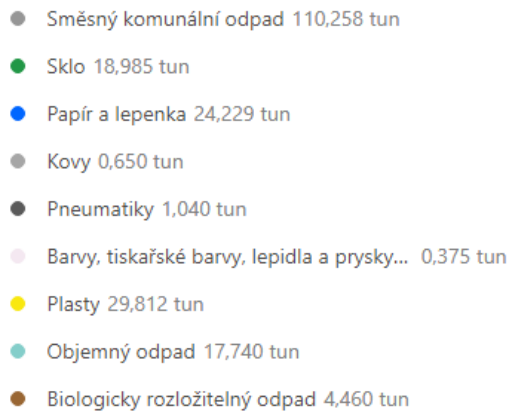 Směsný komunální odpad 110,258 tun
Sklo 18,985 tun
Papír a lepenka 24,229 tun
Kovy 0,650 tun
Pneumatiky 1,040 tun
Barvy, tiskařské barvy, lepidla a prysky... 0,375 tun
Plasty 29,812 tun
Objemný odpad 17,740 tun
Biologicky rozložitelný odpad 4,460 tun